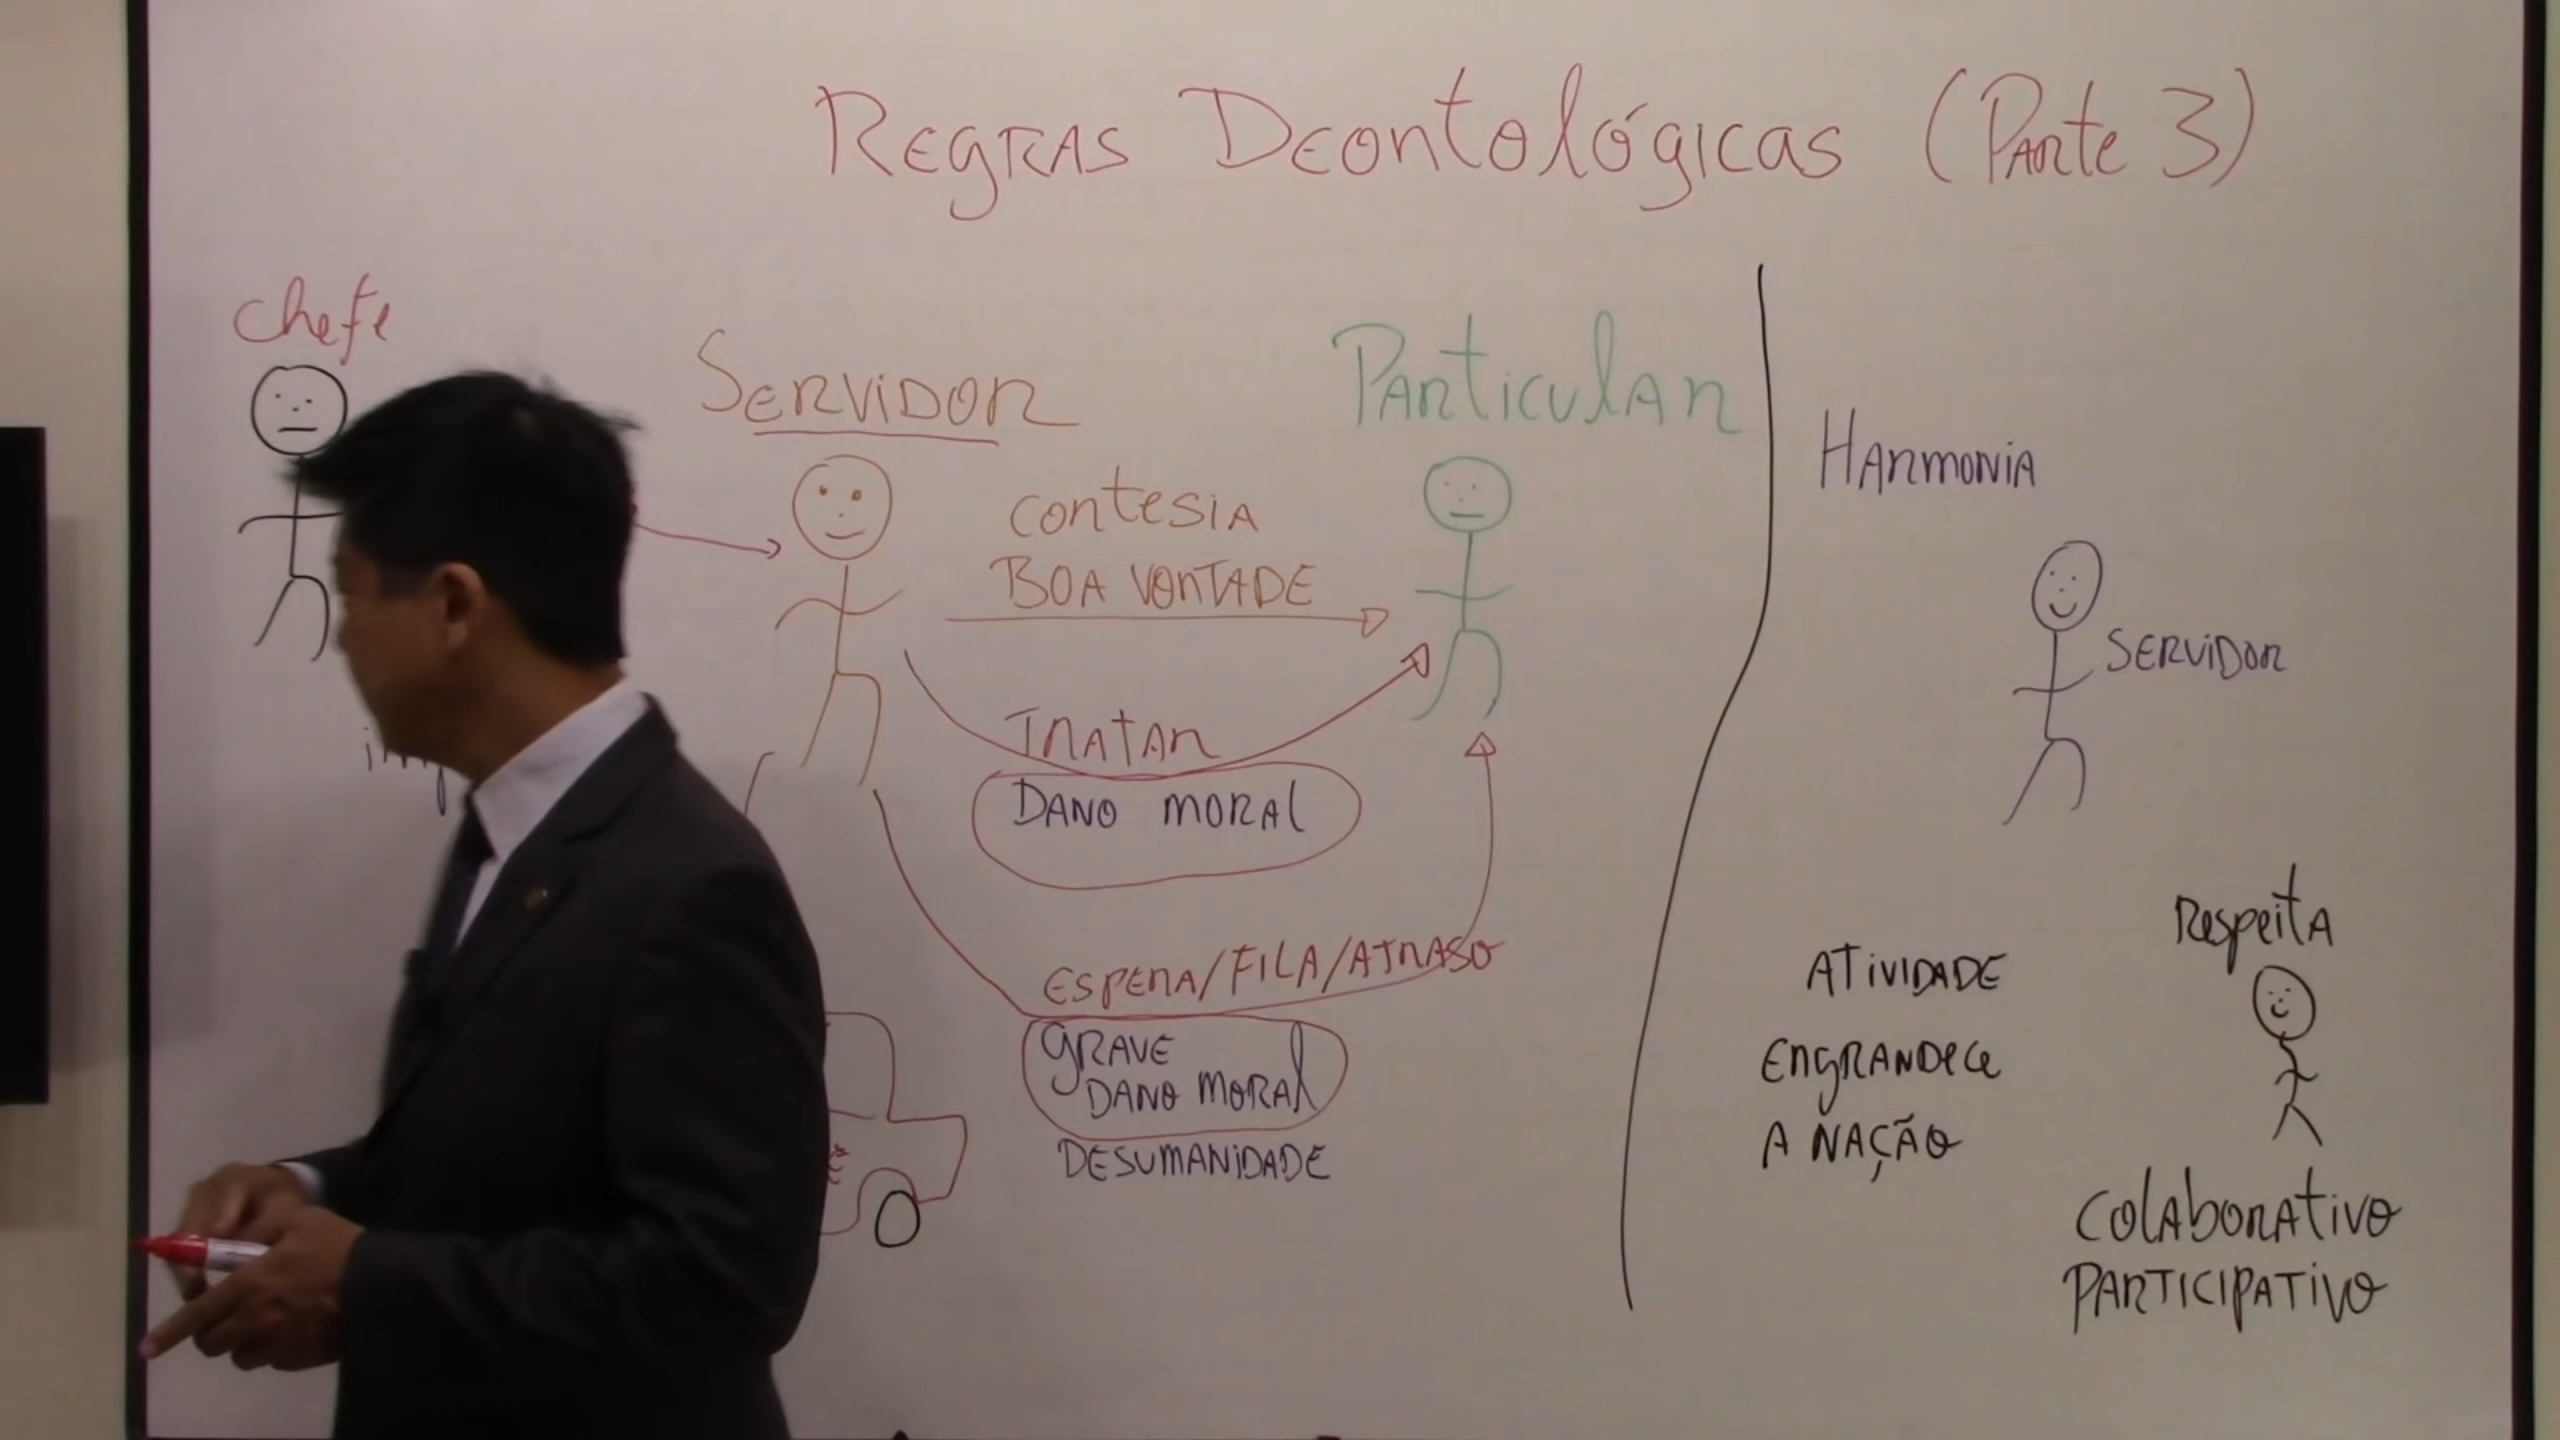 Regras Deontológicas (Parte 3)
chefe
Servidor
Particular
cortesia
Boa vontade
tratar
Dano moral
Espera/Fila/Atraso
grave
Dano moral
Desumanidade
Harmonia
Servidor
Respeita
Atividade
Engrandece
a Nação
Colaborativo
Participativo